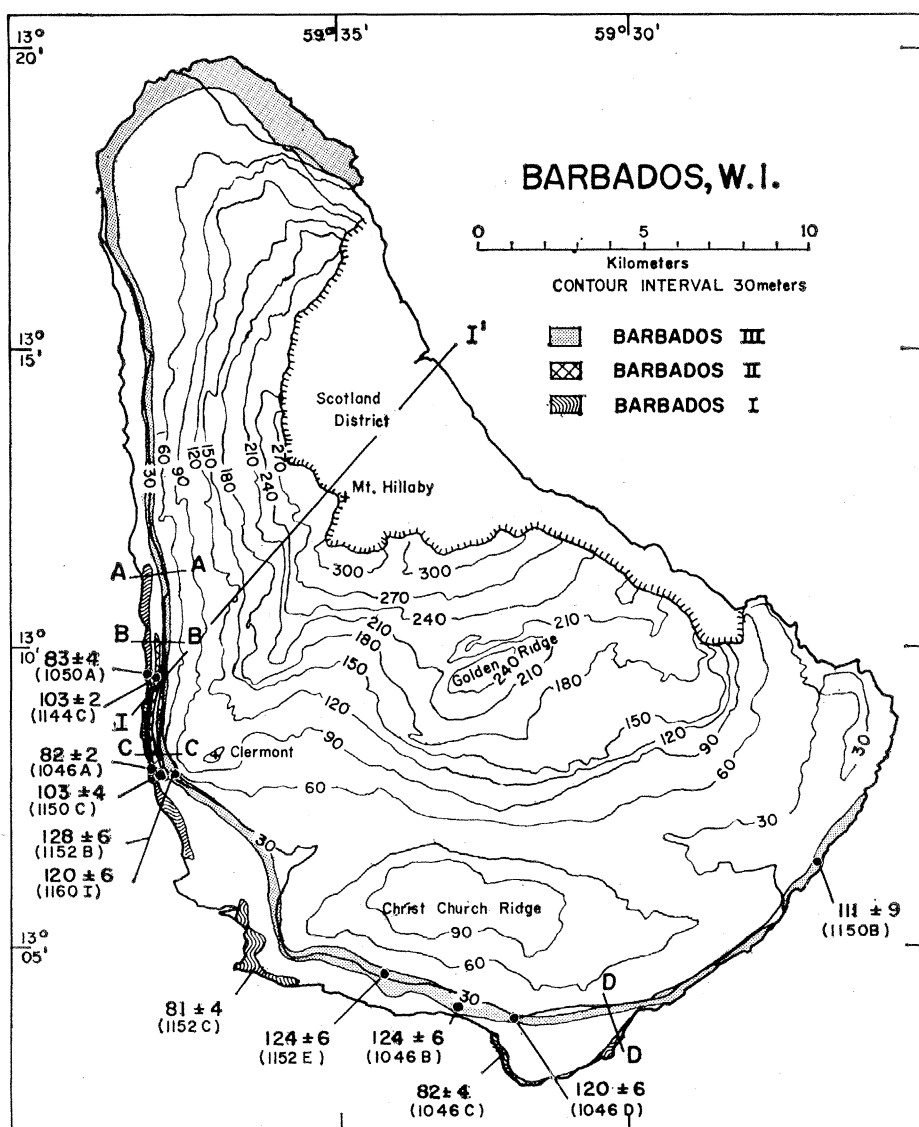 59°35' 59°30'
13°
20'
BARBADOS, W.I.
0 5 10
Kilometers
CONTOUR INTERVAL 30 meters
BARBADOS III
BARBADOS II
BARBADOS I
13°
15'
I'
Scotland
District
Mt. Hillaby
30
60
90
120
150
180
210
240
270
300 300
270
240
A A
B B
13°
10'
83±4
(1050A)
103±2
(1144C)
I
C C
82±2
(1046A)
103±4
(1150C)
128±6
(1152B)
120±6
(1160I)
Clermont
210
180
150
120
90
60
210
Golden Ridge
240
210
180
150
120
90
60
30
30
30
Christ Church Ridge
90
60
30
13°
05'
D
D
111±9
(1150B)
81±4
(1152C)
124±6
(1152E)
124±6
(1046B)
82±4
(1046C)
120±6
(1046D)